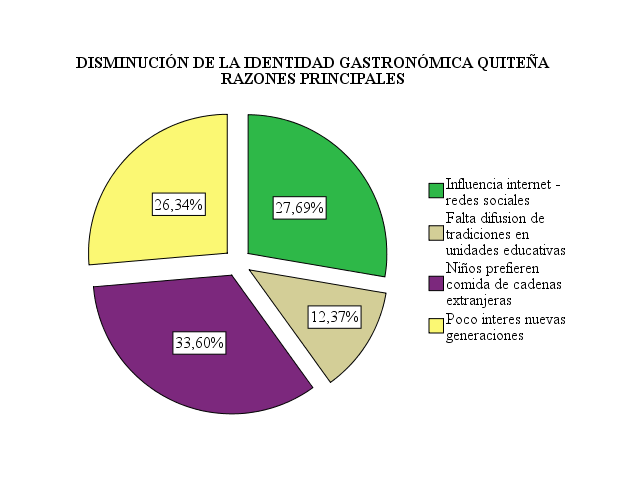 DISMINUCIÓN DE LA IDENTIDAD GASTRONÓMICA QUITEÑA
RAZONES PRINCIPALES
26,34%
27,69%
12,37%
33,60%
Influencia internet -
redes sociales
Falta difusion de
tradiciones en
unidades educativas
Niños prefieren
comida de cadenas
extranjeras
Poco interes nuevas
generaciones